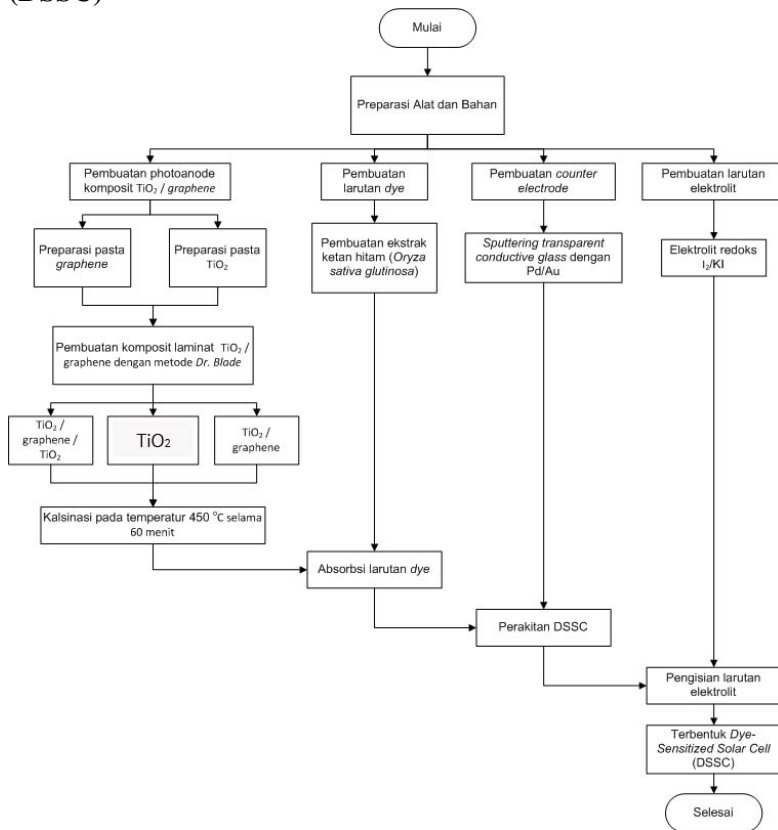 (DSSC)
Mulai
Preparasi Alat dan Bahan
Pembuatan photoanode
komposit TiO₂ / graphene
Pembuatan
larutan dye
Pembuatan counter
electrode
Pembuatan larutan
elektrolit
Preparasi pasta
graphene
Preparasi pasta
TiO₂
Pembuatan ekstrak
ketan hitam (Oryza
sativa glutinosa)
Sputtering transparent
conductive glass dengan
Pd/Au
Elektrolit redoks
I₂/KI
Pembuatan komposit laminat TiO₂ /
graphene dengan metode Dr. Blade
TiO₂ /
graphene /
TiO₂
TiO₂
TiO₂ /
graphene
Kalsinasi pada temperatur 450 °C selama
60 menit
Absorbsi larutan dye
Perakitan DSSC
Pengisian larutan
elektrolit
Terbentuk Dye-
Sensitized Solar Cell
(DSSC)
Selesai